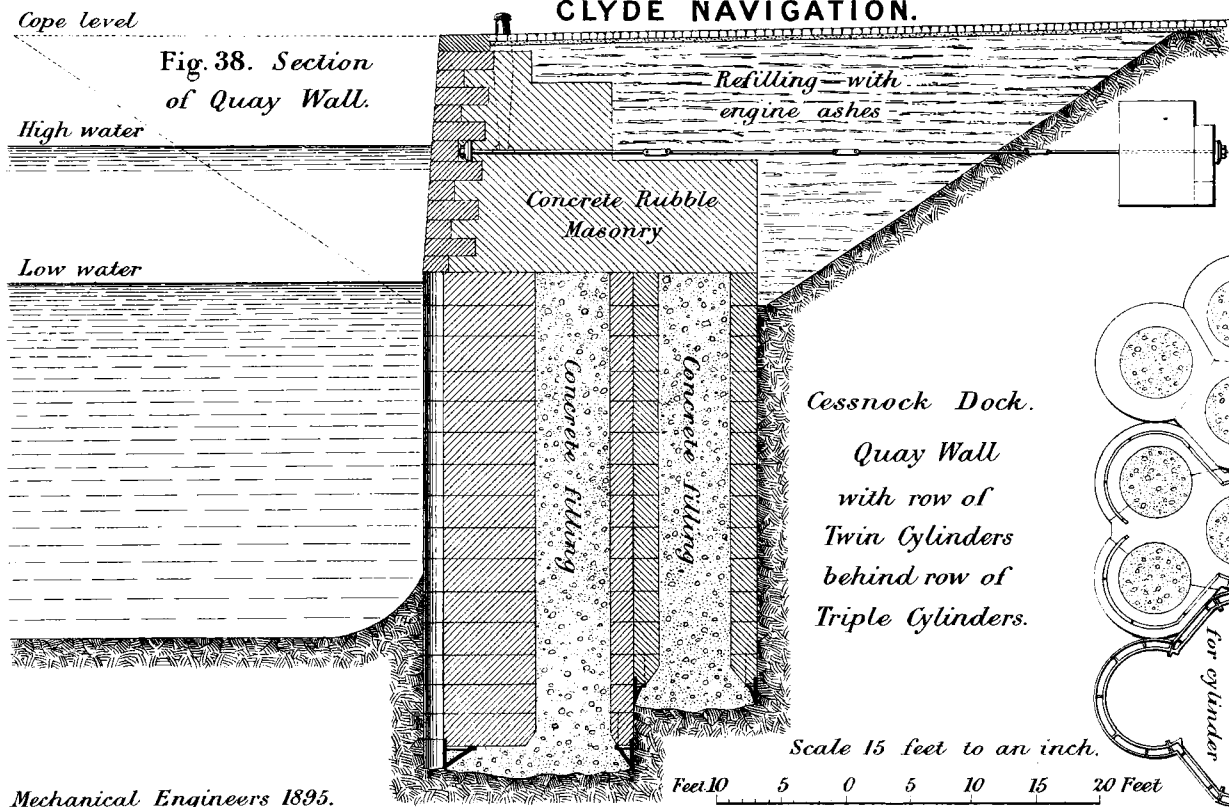 CLYDE NAVIGATION.
Cope level
Fig. 38. Section
of Quay Wall.
Refilling with
engine ashes
High water
Concrete Rubble
Masonry
Low water
Concrete filling
Concrete filling,
Cessnock Dock.
Quay Wall
with row of
Twin Cylinders
behind row of
Triple Cylinders.
for cylinder
Scale 15 feet to an inch.
Feet 10 5 0 5 10 15 20 Feet
Mechanical Engineers 1895.